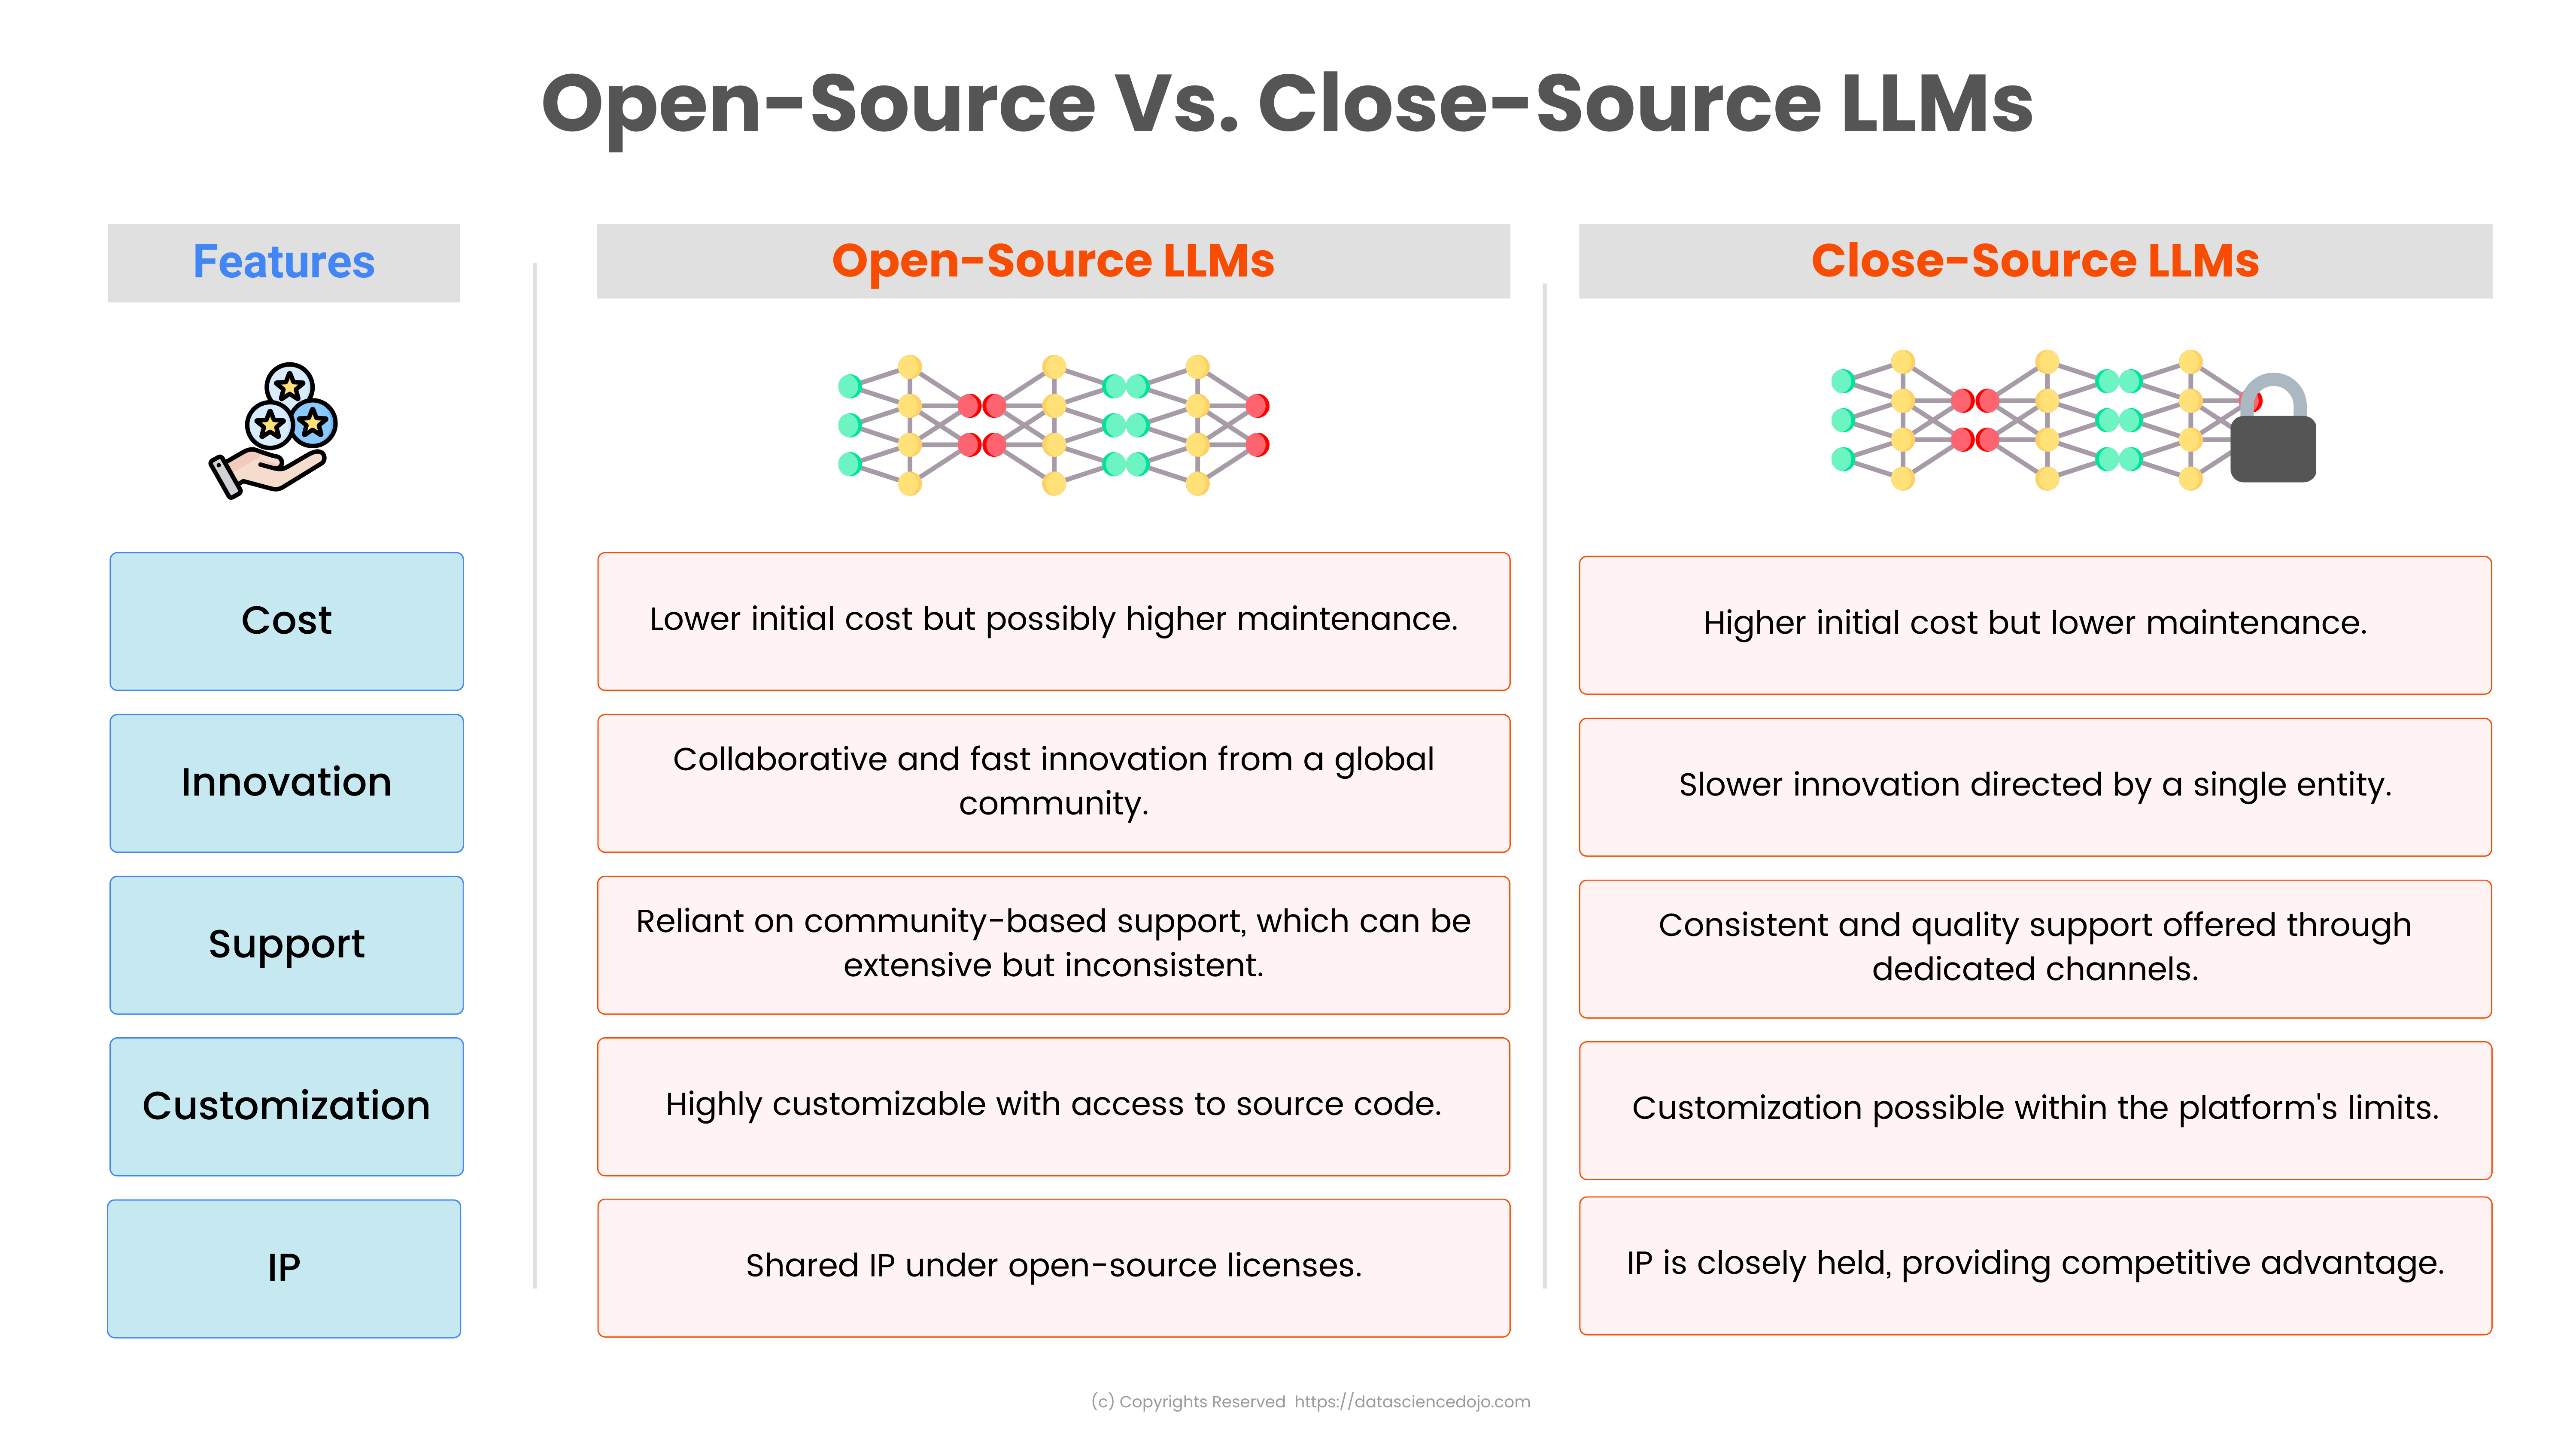 Open-Source Vs. Close-Source LLMs
Features
Open-Source LLMs
Close-Source LLMs
Cost
Lower initial cost but possibly higher maintenance.
Higher initial cost but lower maintenance.
Innovation
Collaborative and fast innovation from a global
community.
Slower innovation directed by a single entity.
Support
Reliant on community-based support, which can be
extensive but inconsistent.
Consistent and quality support offered through
dedicated channels.
Customization
Highly customizable with access to source code.
Customization possible within the platform's limits.
IP
Shared IP under open-source licenses.
IP is closely held, providing competitive advantage.
(c) Copyrights Reserved https://datasciencedojo.com